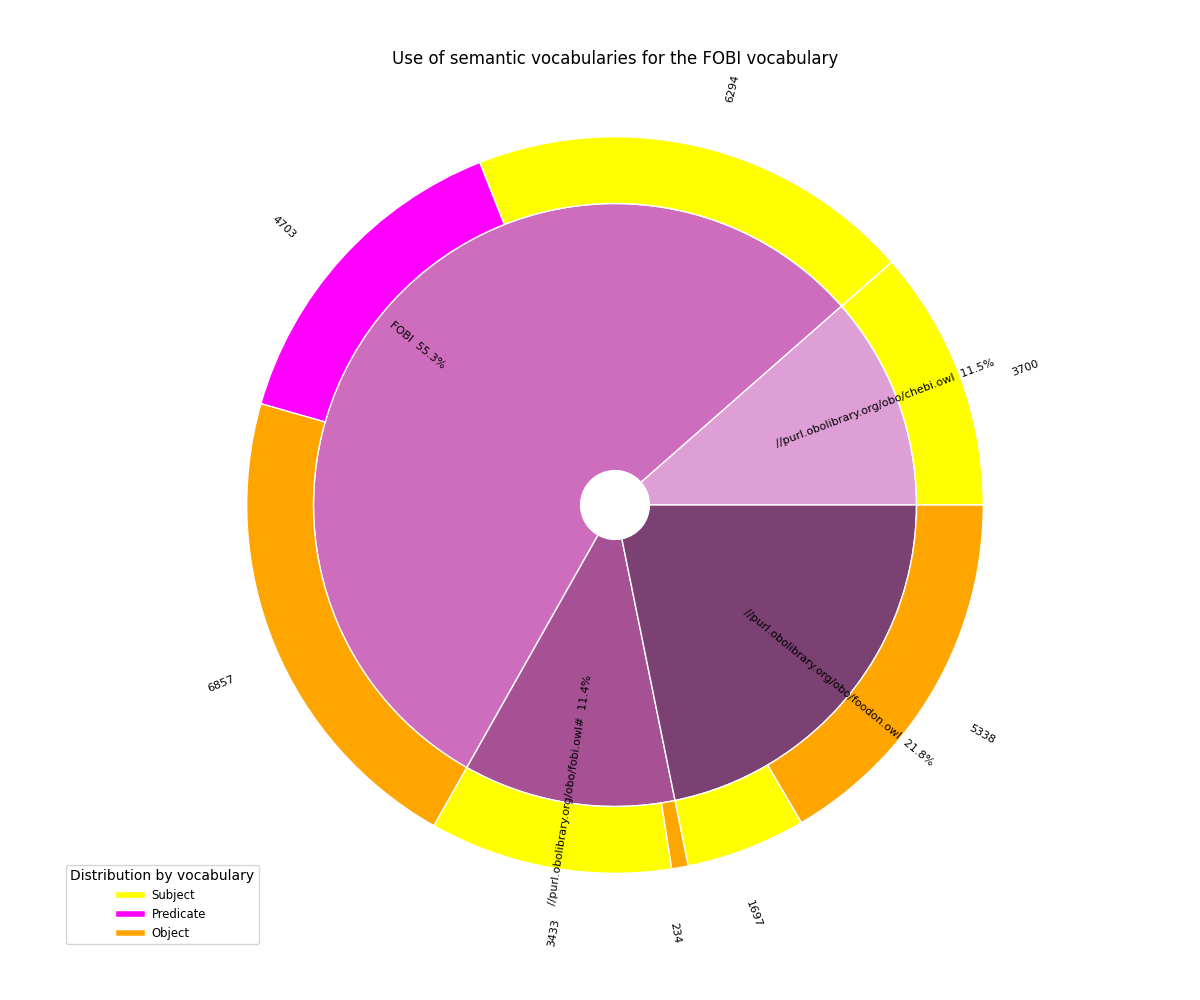 Use of semantic vocabularies for the FOBI vocabulary
6294
4703
FOBI  55.3%
//purl.obolibrary.org/obo/chebi.owl  11.5%
3700
6857
//purl.obolibrary.org/obo/fobi.owl#  11.4%
//purl.obolibrary.org/obo/foodon.owl  21.8%
5338
3433
234
1697
Distribution by vocabulary
Subject
Predicate
Object